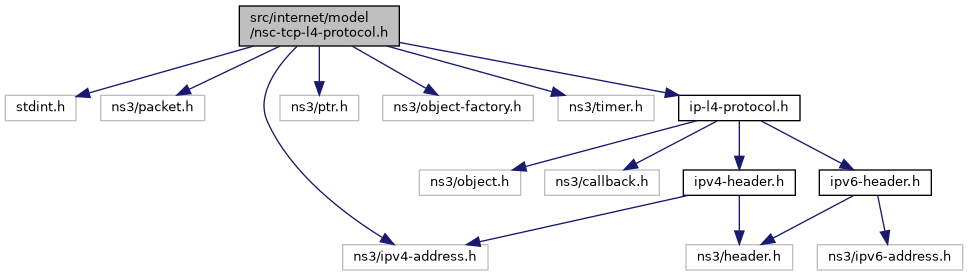 src/internet/model
/nsc-tcp-l4-protocol.h
stdint.h
ns3/packet.h
ns3/ptr.h
ns3/object-factory.h
ns3/timer.h
ip-l4-protocol.h
ns3/object.h
ns3/callback.h
ipv4-header.h
ipv6-header.h
ns3/ipv4-address.h
ns3/header.h
ns3/ipv6-address.h